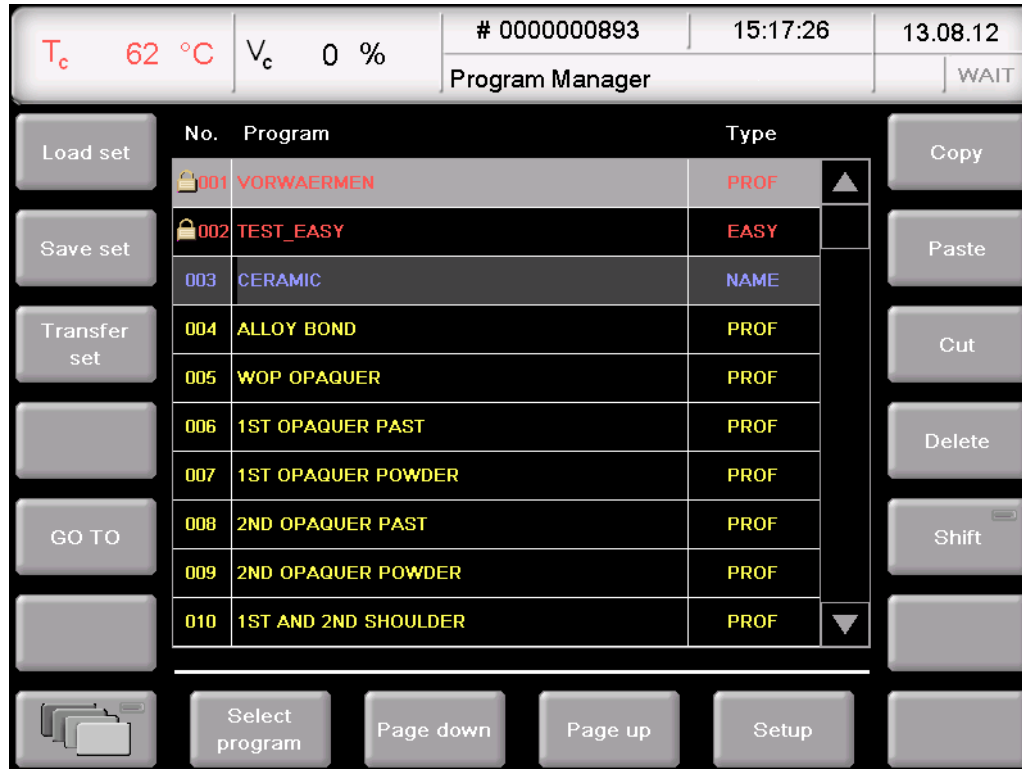 Tc 62 °C Vc 0 % # 0000000893 15:17:26 13.08.12
Program Manager WAIT
Load set
Save set
Transfer
set
GO TO
No. Program Type
001 VORWAERMEN PROF
002 TEST_EASY EASY
003 CERAMIC NAME
004 ALLOY BOND PROF
005 WOP OPAQUER PROF
006 1ST OPAQUER PAST PROF
007 1ST OPAQUER POWDER PROF
008 2ND OPAQUER PAST PROF
009 2ND OPAQUER POWDER PROF
010 1ST AND 2ND SHOULDER PROF
Copy
Paste
Cut
Delete
Shift
Select
program
Page down
Page up
Setup